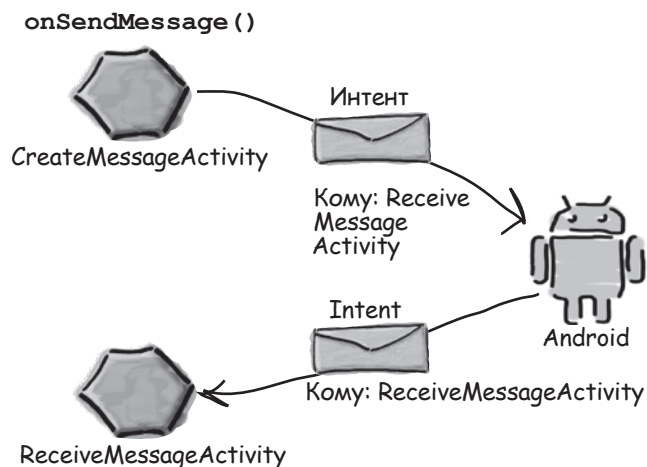 onSendMessage()
Интент
CreateMessageActivity
Кому: Receive
Message
Activity
Intent
Android
Кому: ReceiveMessageActivity
ReceiveMessageActivity